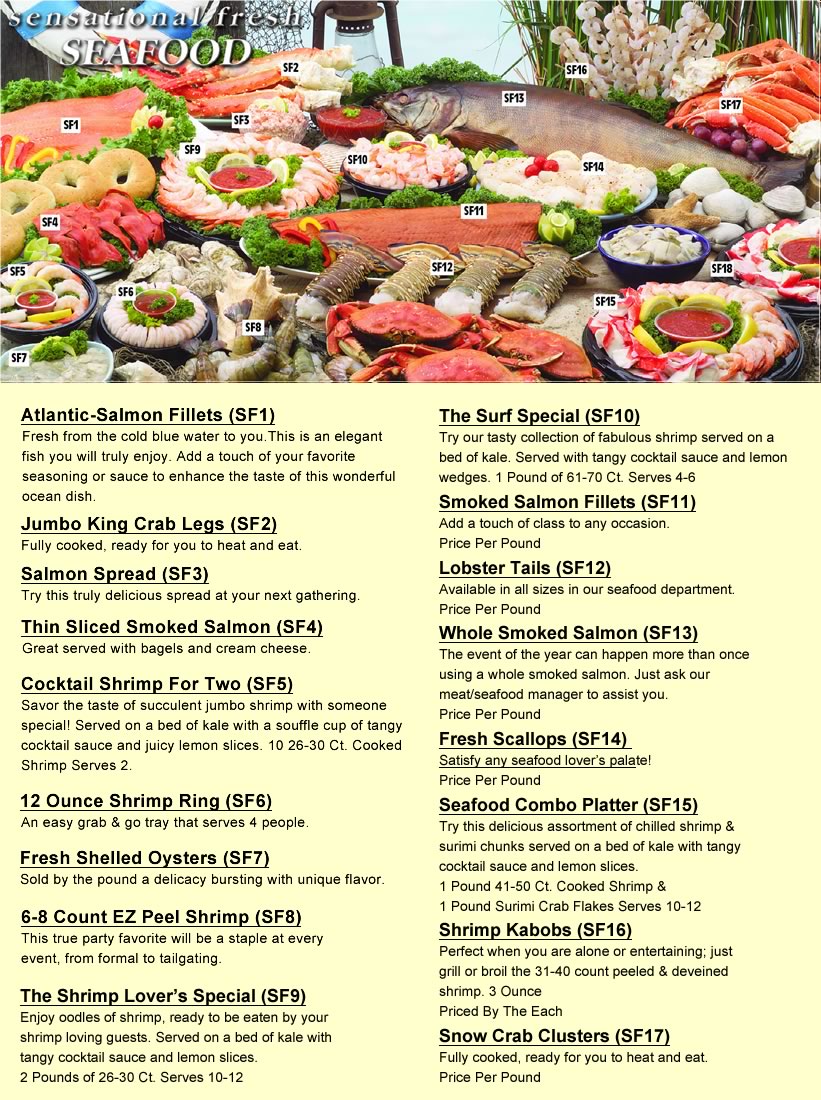 sensational fresh
SEAFOOD
SF2
SF16
SF13
SF17
SF3
SF1
SF9
SF10
SF14
SF11
SF4
SF12
SF5
SF18
SF6
SF15
SF8
SF7
Atlantic-Salmon Fillets (SF1)
Fresh from the cold blue water to you.This is an elegant
fish you will truly enjoy. Add a touch of your favorite
seasoning or sauce to enhance the taste of this wonderful
ocean dish.
Jumbo King Crab Legs (SF2)
Fully cooked, ready for you to heat and eat.
Salmon Spread (SF3)
Try this truly delicious spread at your next gathering.
Thin Sliced Smoked Salmon (SF4)
Great served with bagels and cream cheese.
Cocktail Shrimp For Two (SF5)
Savor the taste of succulent jumbo shrimp with someone
special! Served on a bed of kale with a souffle cup of tangy
cocktail sauce and juicy lemon slices. 10 26-30 Ct. Cooked
Shrimp Serves 2.
12 Ounce Shrimp Ring (SF6)
An easy grab & go tray that serves 4 people.
Fresh Shelled Oysters (SF7)
Sold by the pound a delicacy bursting with unique flavor.
6-8 Count EZ Peel Shrimp (SF8)
This true party favorite will be a staple at every
event, from formal to tailgating.
The Shrimp Lover's Special (SF9)
Enjoy oodles of shrimp, ready to be eaten by your
shrimp loving guests. Served on a bed of kale with
tangy cocktail sauce and lemon slices.
2 Pounds of 26-30 Ct. Serves 10-12
The Surf Special (SF10)
Try our tasty collection of fabulous shrimp served on a
bed of kale. Served with tangy cocktail sauce and lemon
wedges. 1 Pound of 61-70 Ct. Serves 4-6
Smoked Salmon Fillets (SF11)
Add a touch of class to any occasion.
Price Per Pound
Lobster Tails (SF12)
Available in all sizes in our seafood department.
Price Per Pound
Whole Smoked Salmon (SF13)
The event of the year can happen more than once
using a whole smoked salmon. Just ask our
meat/seafood manager to assist you.
Price Per Pound
Fresh Scallops (SF14)
Satisfy any seafood lover's palate!
Price Per Pound
Seafood Combo Platter (SF15)
Try this delicious assortment of chilled shrimp &
surimi chunks served on a bed of kale with tangy
cocktail sauce and lemon slices.
1 Pound 41-50 Ct. Cooked Shrimp &
1 Pound Surimi Crab Flakes Serves 10-12
Shrimp Kabobs (SF16)
Perfect when you are alone or entertaining; just
grill or broil the 31-40 count peeled & deveined
shrimp. 3 Ounce
Priced By The Each
Snow Crab Clusters (SF17)
Fully cooked, ready for you to heat and eat.
Price Per Pound